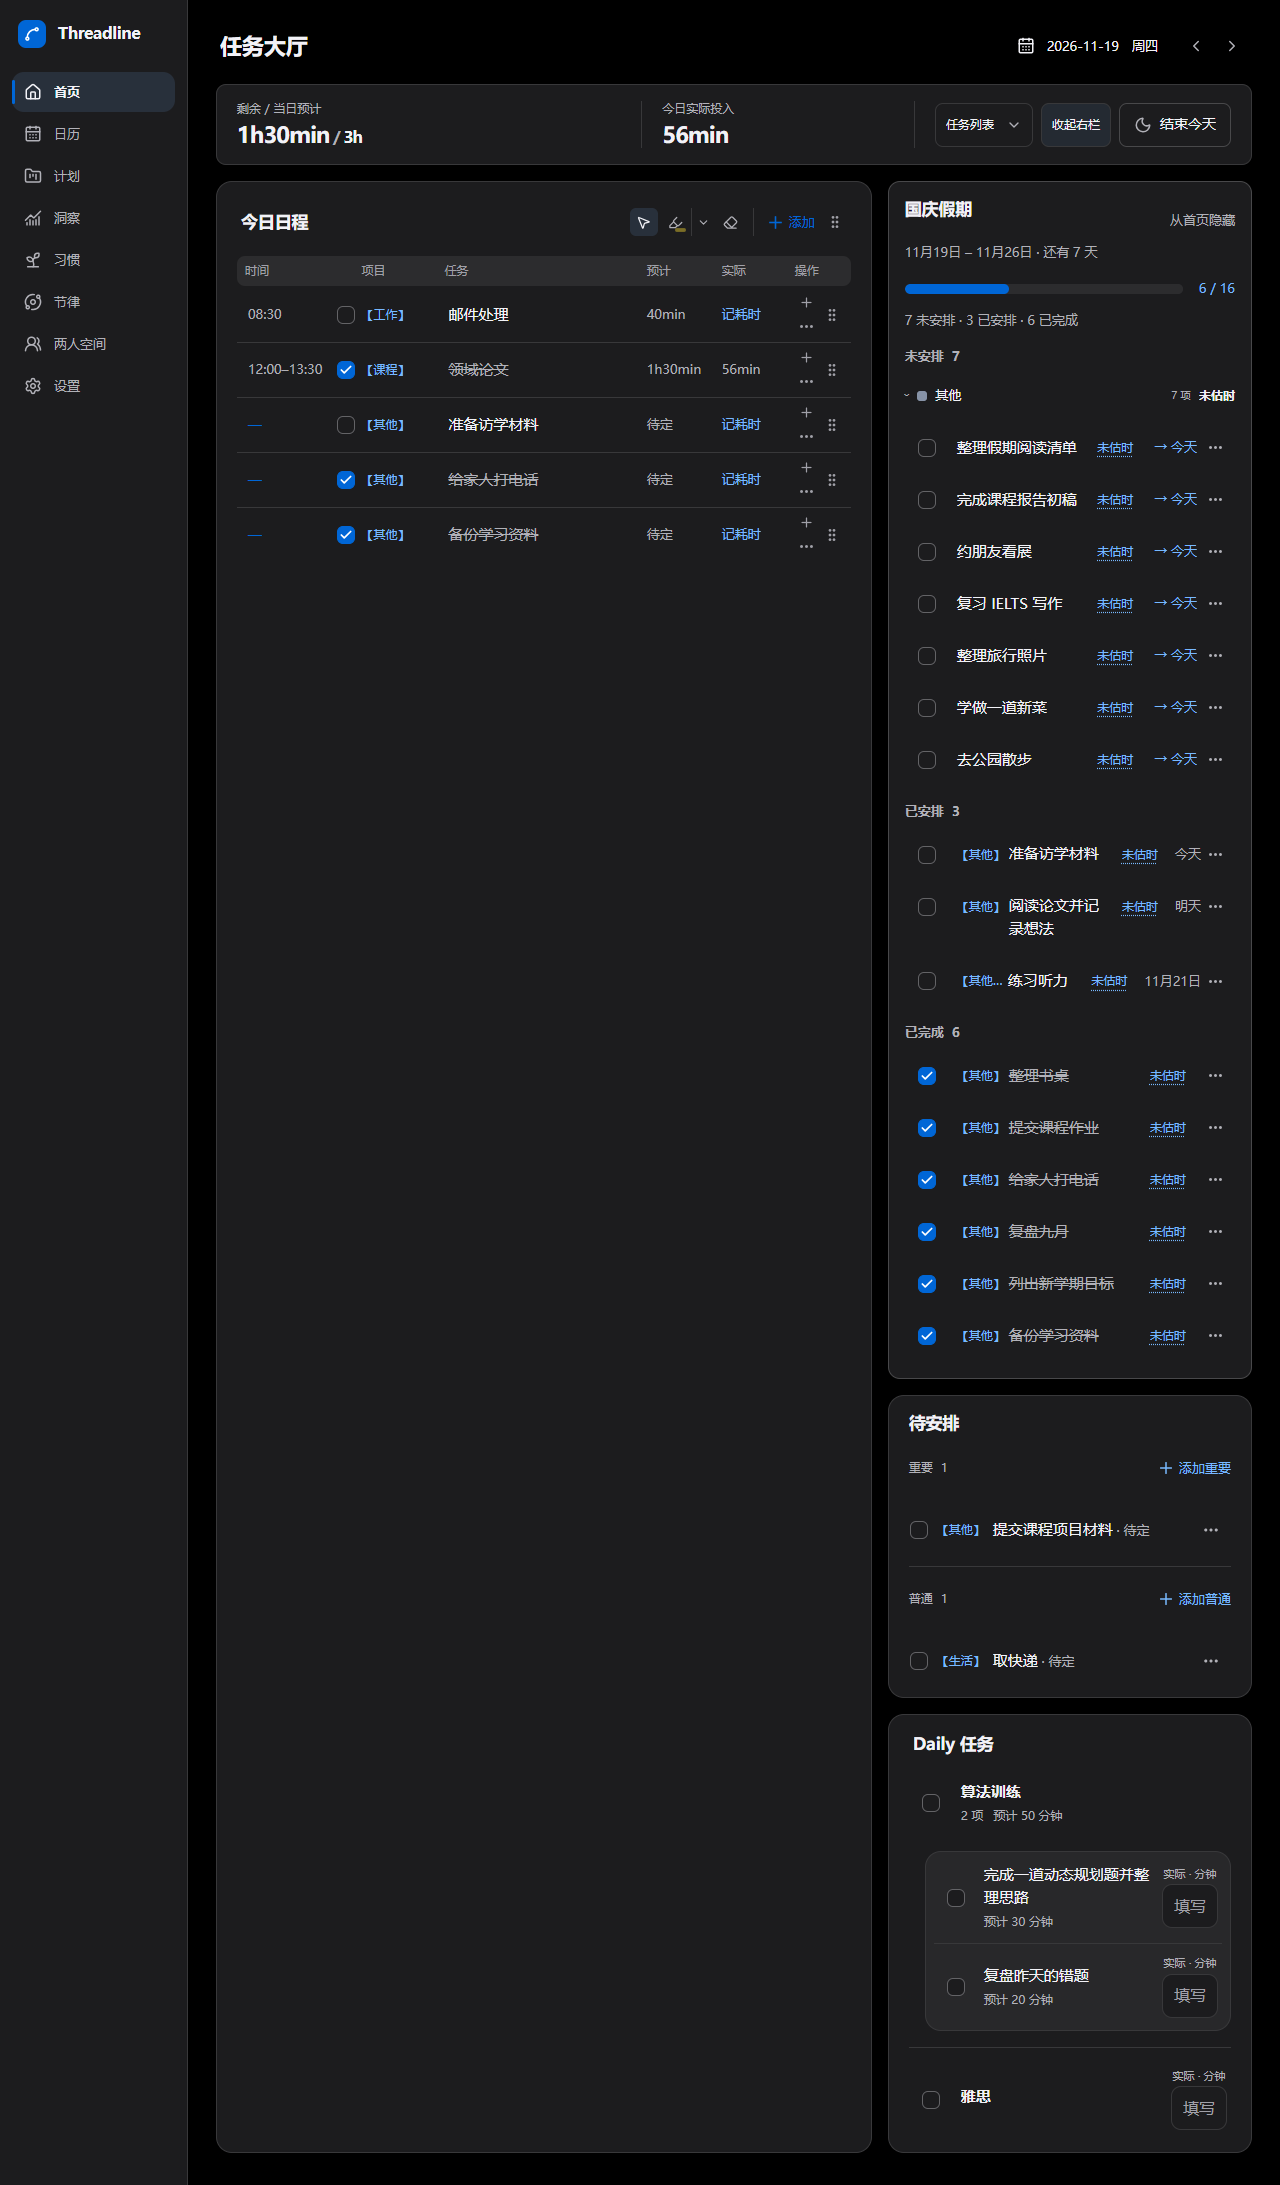 Threadline
首页
日历
计划
洞察
习惯
节律
两人空间
设置
任务大厅
2026-11-19 周四
剩余 / 当日预计
1h30min / 3h
今日实际投入
56min
任务列表
收起右栏
结束今天
今日日程
添加
时间 项目 任务 预计 实际 操作
08:30 【工作】 邮件处理 40min 记耗时
12:00–13:30 【课程】 领域论文 1h30min 56min
— 【其他】 准备访学材料 待定 记耗时
— 【其他】 给家人打电话 待定 记耗时
— 【其他】 备份学习资料 待定 记耗时
国庆假期
从首页隐藏
11月19日 – 11月26日 · 还有 7 天
6 / 16
7 未安排 · 3 已安排 · 6 已完成
未安排 7
其他 7 项 未估时
整理假期阅读清单 未估时 → 今天
完成课程报告初稿 未估时 → 今天
约朋友看展 未估时 → 今天
复习 IELTS 写作 未估时 → 今天
整理旅行照片 未估时 → 今天
学做一道新菜 未估时 → 今天
去公园散步 未估时 → 今天
已安排 3
【其他】 准备访学材料 未估时 今天
【其他】 阅读论文并记 未估时 明天
录想法
【其他... 练习听力 未估时 11月21日
已完成 6
【其他】 整理书桌 未估时
【其他】 提交课程作业 未估时
【其他】 给家人打电话 未估时
【其他】 复盘九月 未估时
【其他】 列出新学期目标 未估时
【其他】 备份学习资料 未估时
待安排
重要 1
添加重要
【其他】 提交课程项目材料 · 待定
普通 1
添加普通
【生活】 取快递 · 待定
Daily 任务
算法训练
2 项 预计 50 分钟
完成一道动态规划题并整
理思路
预计 30 分钟
实际 · 分钟
填写
复盘昨天的错题
预计 20 分钟
实际 · 分钟
填写
雅思
实际 · 分钟
填写